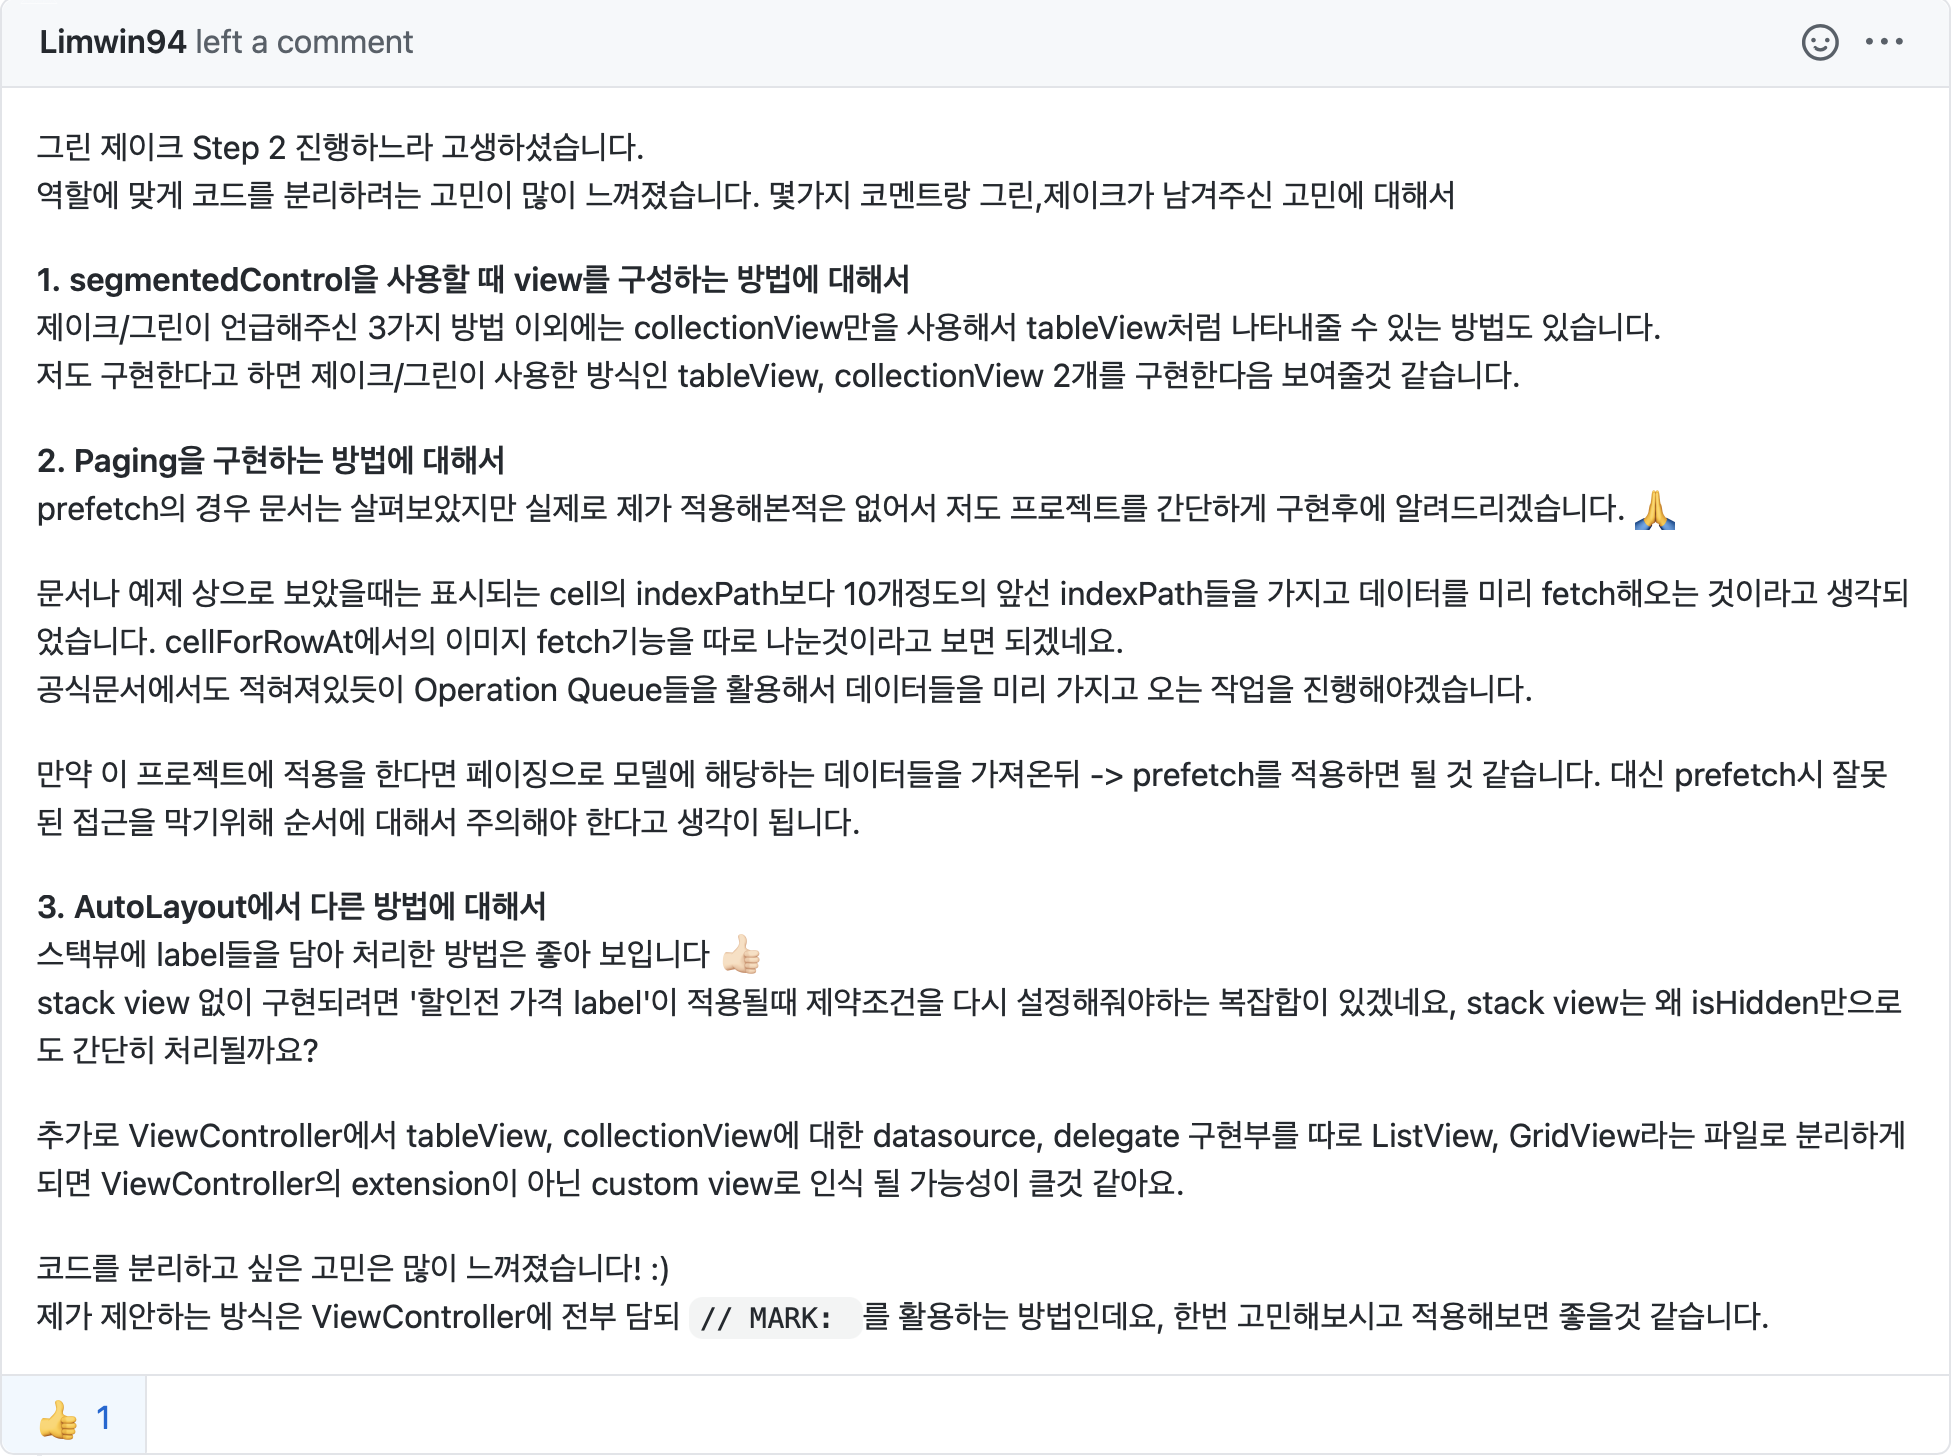 Limwin94 left a comment
그린 제이크 Step 2 진행하느라 고생하셨습니다.
역할에 맞게 코드를 분리하려는 고민이 많이 느껴졌습니다. 몇가지 코멘트랑 그린,제이크가 남겨주신 고민에 대해서
1. segmentedControl을 사용할 때 view를 구성하는 방법에 대해서
제이크/그린이 언급해주신 3가지 방법 이외에는 collectionView만을 사용해서 tableView처럼 나타내줄 수 있는 방법도 있습니다.
저도 구현한다고 하면 제이크/그린이 사용한 방식인 tableView, collectionView 2개를 구현한다음 보여줄것 같습니다.
2. Paging을 구현하는 방법에 대해서
prefetch의 경우 문서는 살펴보았지만 실제로 제가 적용해본적은 없어서 저도 프로젝트를 간단하게 구현후에 알려드리겠습니다. 🙏
문서나 예제 상으로 보았을때는 표시되는 cell의 indexPath보다 10개정도의 앞선 indexPath들을 가지고 데이터를 미리 fetch해오는 것이라고 생각되
었습니다. cellForRowAt에서의 이미지 fetch기능을 따로 나눈것이라고 보면 되겠네요.
공식문서에서도 적혀져있듯이 Operation Queue들을 활용해서 데이터들을 미리 가지고 오는 작업을 진행해야겠습니다.
만약 이 프로젝트에 적용을 한다면 페이징으로 모델에 해당하는 데이터들을 가져온뒤 -> prefetch를 적용하면 될 것 같습니다. 대신 prefetch시 잘못
된 접근을 막기위해 순서에 대해서 주의해야 한다고 생각이 됩니다.
3. AutoLayout에서 다른 방법에 대해서
스택뷰에 label들을 담아 처리한 방법은 좋아 보입니다 👍🏻
stack view 없이 구현되려면 '할인전 가격 label'이 적용될때 제약조건을 다시 설정해줘야하는 복잡합이 있겠네요, stack view는 왜 isHidden만으로
도 간단히 처리될까요?
추가로 ViewController에서 tableView, collectionView에 대한 datasource, delegate 구현부를 따로 ListView, GridView라는 파일로 분리하게
되면 ViewController의 extension이 아닌 custom view로 인식 될 가능성이 클것 같아요.
코드를 분리하고 싶은 고민은 많이 느껴졌습니다! :)
제가 제안하는 방식은 ViewController에 전부 담되 // MARK: 를 활용하는 방법인데요, 한번 고민해보시고 적용해보면 좋을것 같습니다.
👍 1